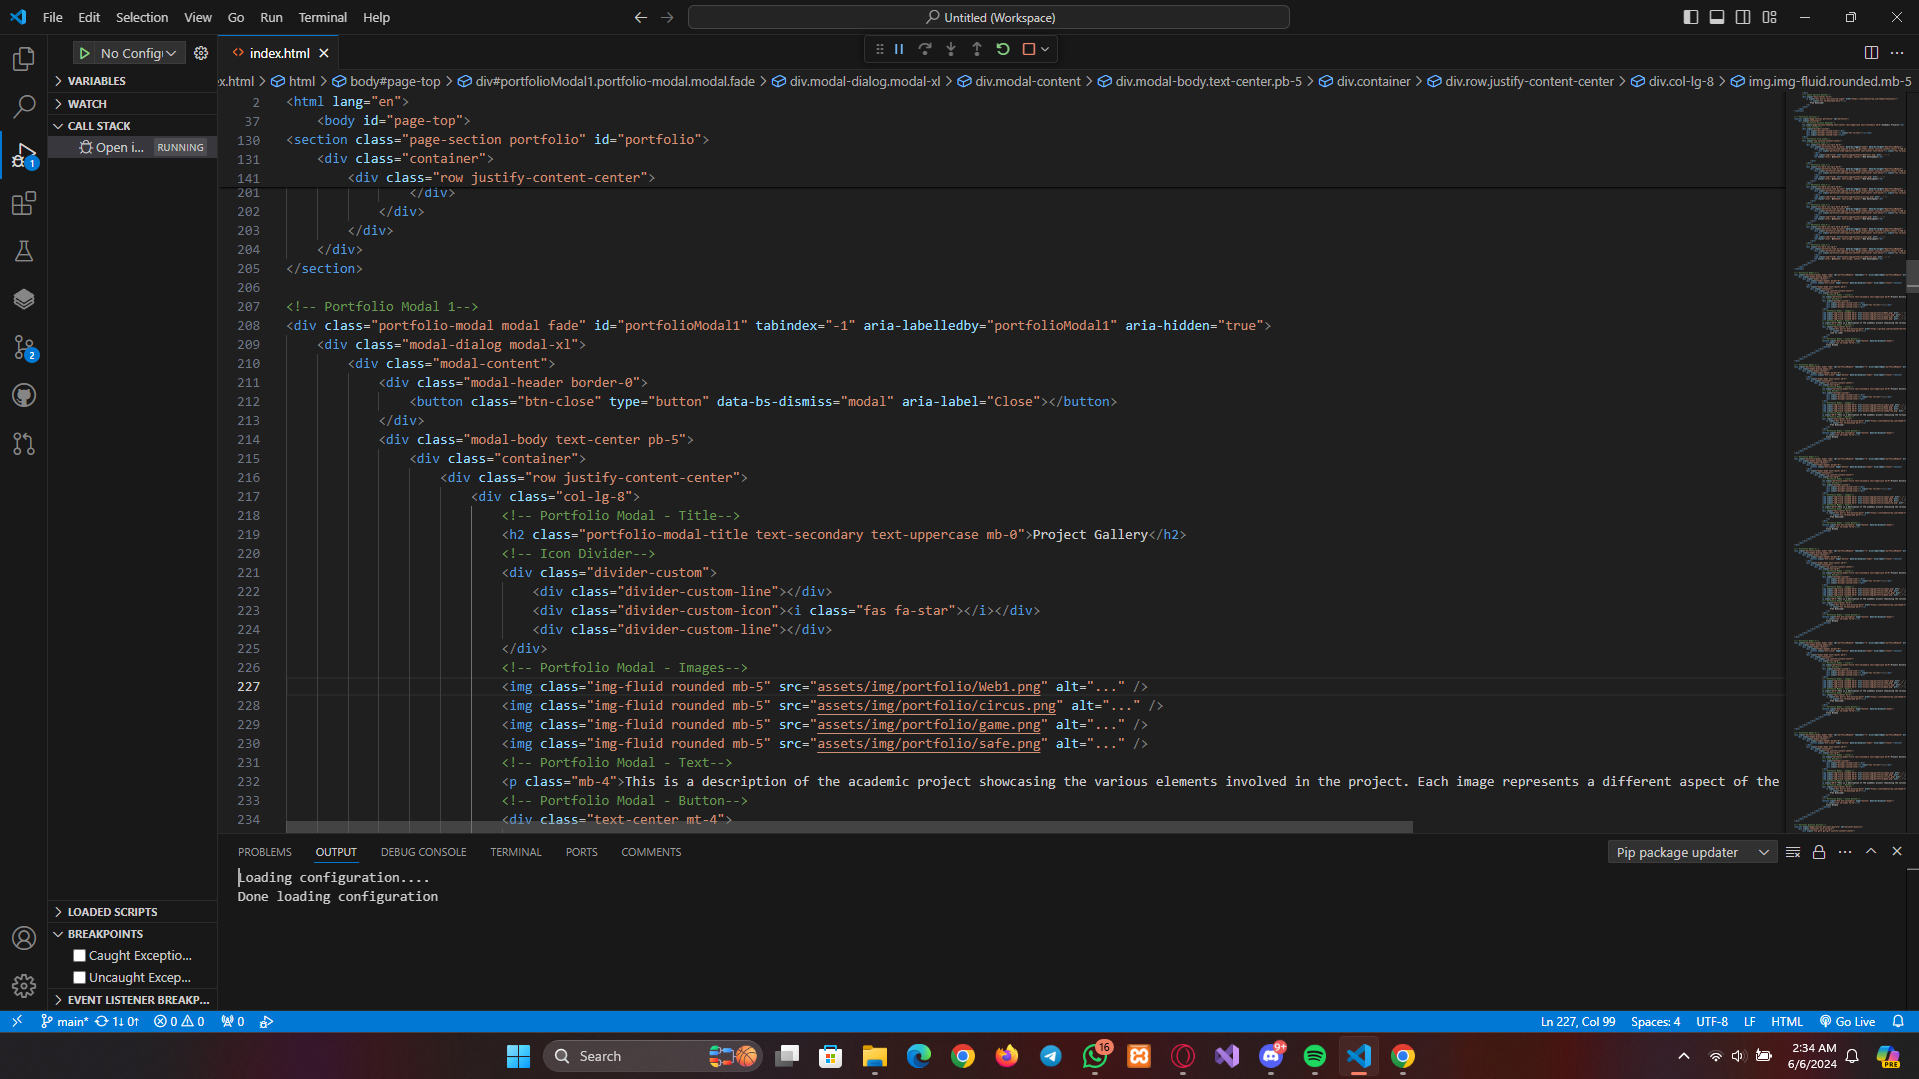 File Edit Selection View Go Run Terminal Help
Untitled (Workspace)
No Config
index.html
VARIABLES
WATCH
CALL STACK
Open i... RUNNING
1
2
LOADED SCRIPTS
BREAKPOINTS
Caught Exceptio...
Uncaught Excep...
EVENT LISTENER BREAKP...
x.html > html > body#page-top > div#portfolioModal1.portfolio-modal.modal.fade > div.modal-dialog.modal-xl > div.modal-content > div.modal-body.text-center.pb-5 > div.container > div.row.justify-content-center > div.col-lg-8 > img.img-fluid.rounded.mb-5
2 <html lang="en">
37 <body id="page-top">
130 <section class="page-section portfolio" id="portfolio">
131 <div class="container">
141 <div class="row justify-content-center">
201 </div>
202 </div>
203 </div>
204 </div>
205 </section>
206
207 <!-- Portfolio Modal 1-->
208 <div class="portfolio-modal modal fade" id="portfolioModal1" tabindex="-1" aria-labelledby="portfolioModal1" aria-hidden="true">
209 <div class="modal-dialog modal-xl">
210 <div class="modal-content">
211 <div class="modal-header border-0">
212 <button class="btn-close" type="button" data-bs-dismiss="modal" aria-label="Close"></button>
213 </div>
214 <div class="modal-body text-center pb-5">
215 <div class="container">
216 <div class="row justify-content-center">
217 <div class="col-lg-8">
218 <!-- Portfolio Modal - Title-->
219 <h2 class="portfolio-modal-title text-secondary text-uppercase mb-0">Project Gallery</h2>
220 <!-- Icon Divider-->
221 <div class="divider-custom">
222 <div class="divider-custom-line"></div>
223 <div class="divider-custom-icon"><i class="fas fa-star"></i></div>
224 <div class="divider-custom-line"></div>
225 </div>
226 <!-- Portfolio Modal - Images-->
227 <img class="img-fluid rounded mb-5" src="assets/img/portfolio/Web1.png" alt="..." />
228 <img class="img-fluid rounded mb-5" src="assets/img/portfolio/circus.png" alt="..." />
229 <img class="img-fluid rounded mb-5" src="assets/img/portfolio/game.png" alt="..." />
230 <img class="img-fluid rounded mb-5" src="assets/img/portfolio/safe.png" alt="..." />
231 <!-- Portfolio Modal - Text-->
232 <p class="mb-4">This is a description of the academic project showcasing the various elements involved in the project. Each image represents a different aspect of the
233 <!-- Portfolio Modal - Button-->
234 <div class="text-center mt-4">
PROBLEMS OUTPUT DEBUG CONSOLE TERMINAL PORTS COMMENTS
Pip package updater
Loading configuration....
Done loading configuration
main* 1↓ 0↑ 0 0 0
Ln 227, Col 99 Spaces: 4 UTF-8 LF HTML Go Live
Search
16
9+
PRE
2:34 AM
6/6/2024